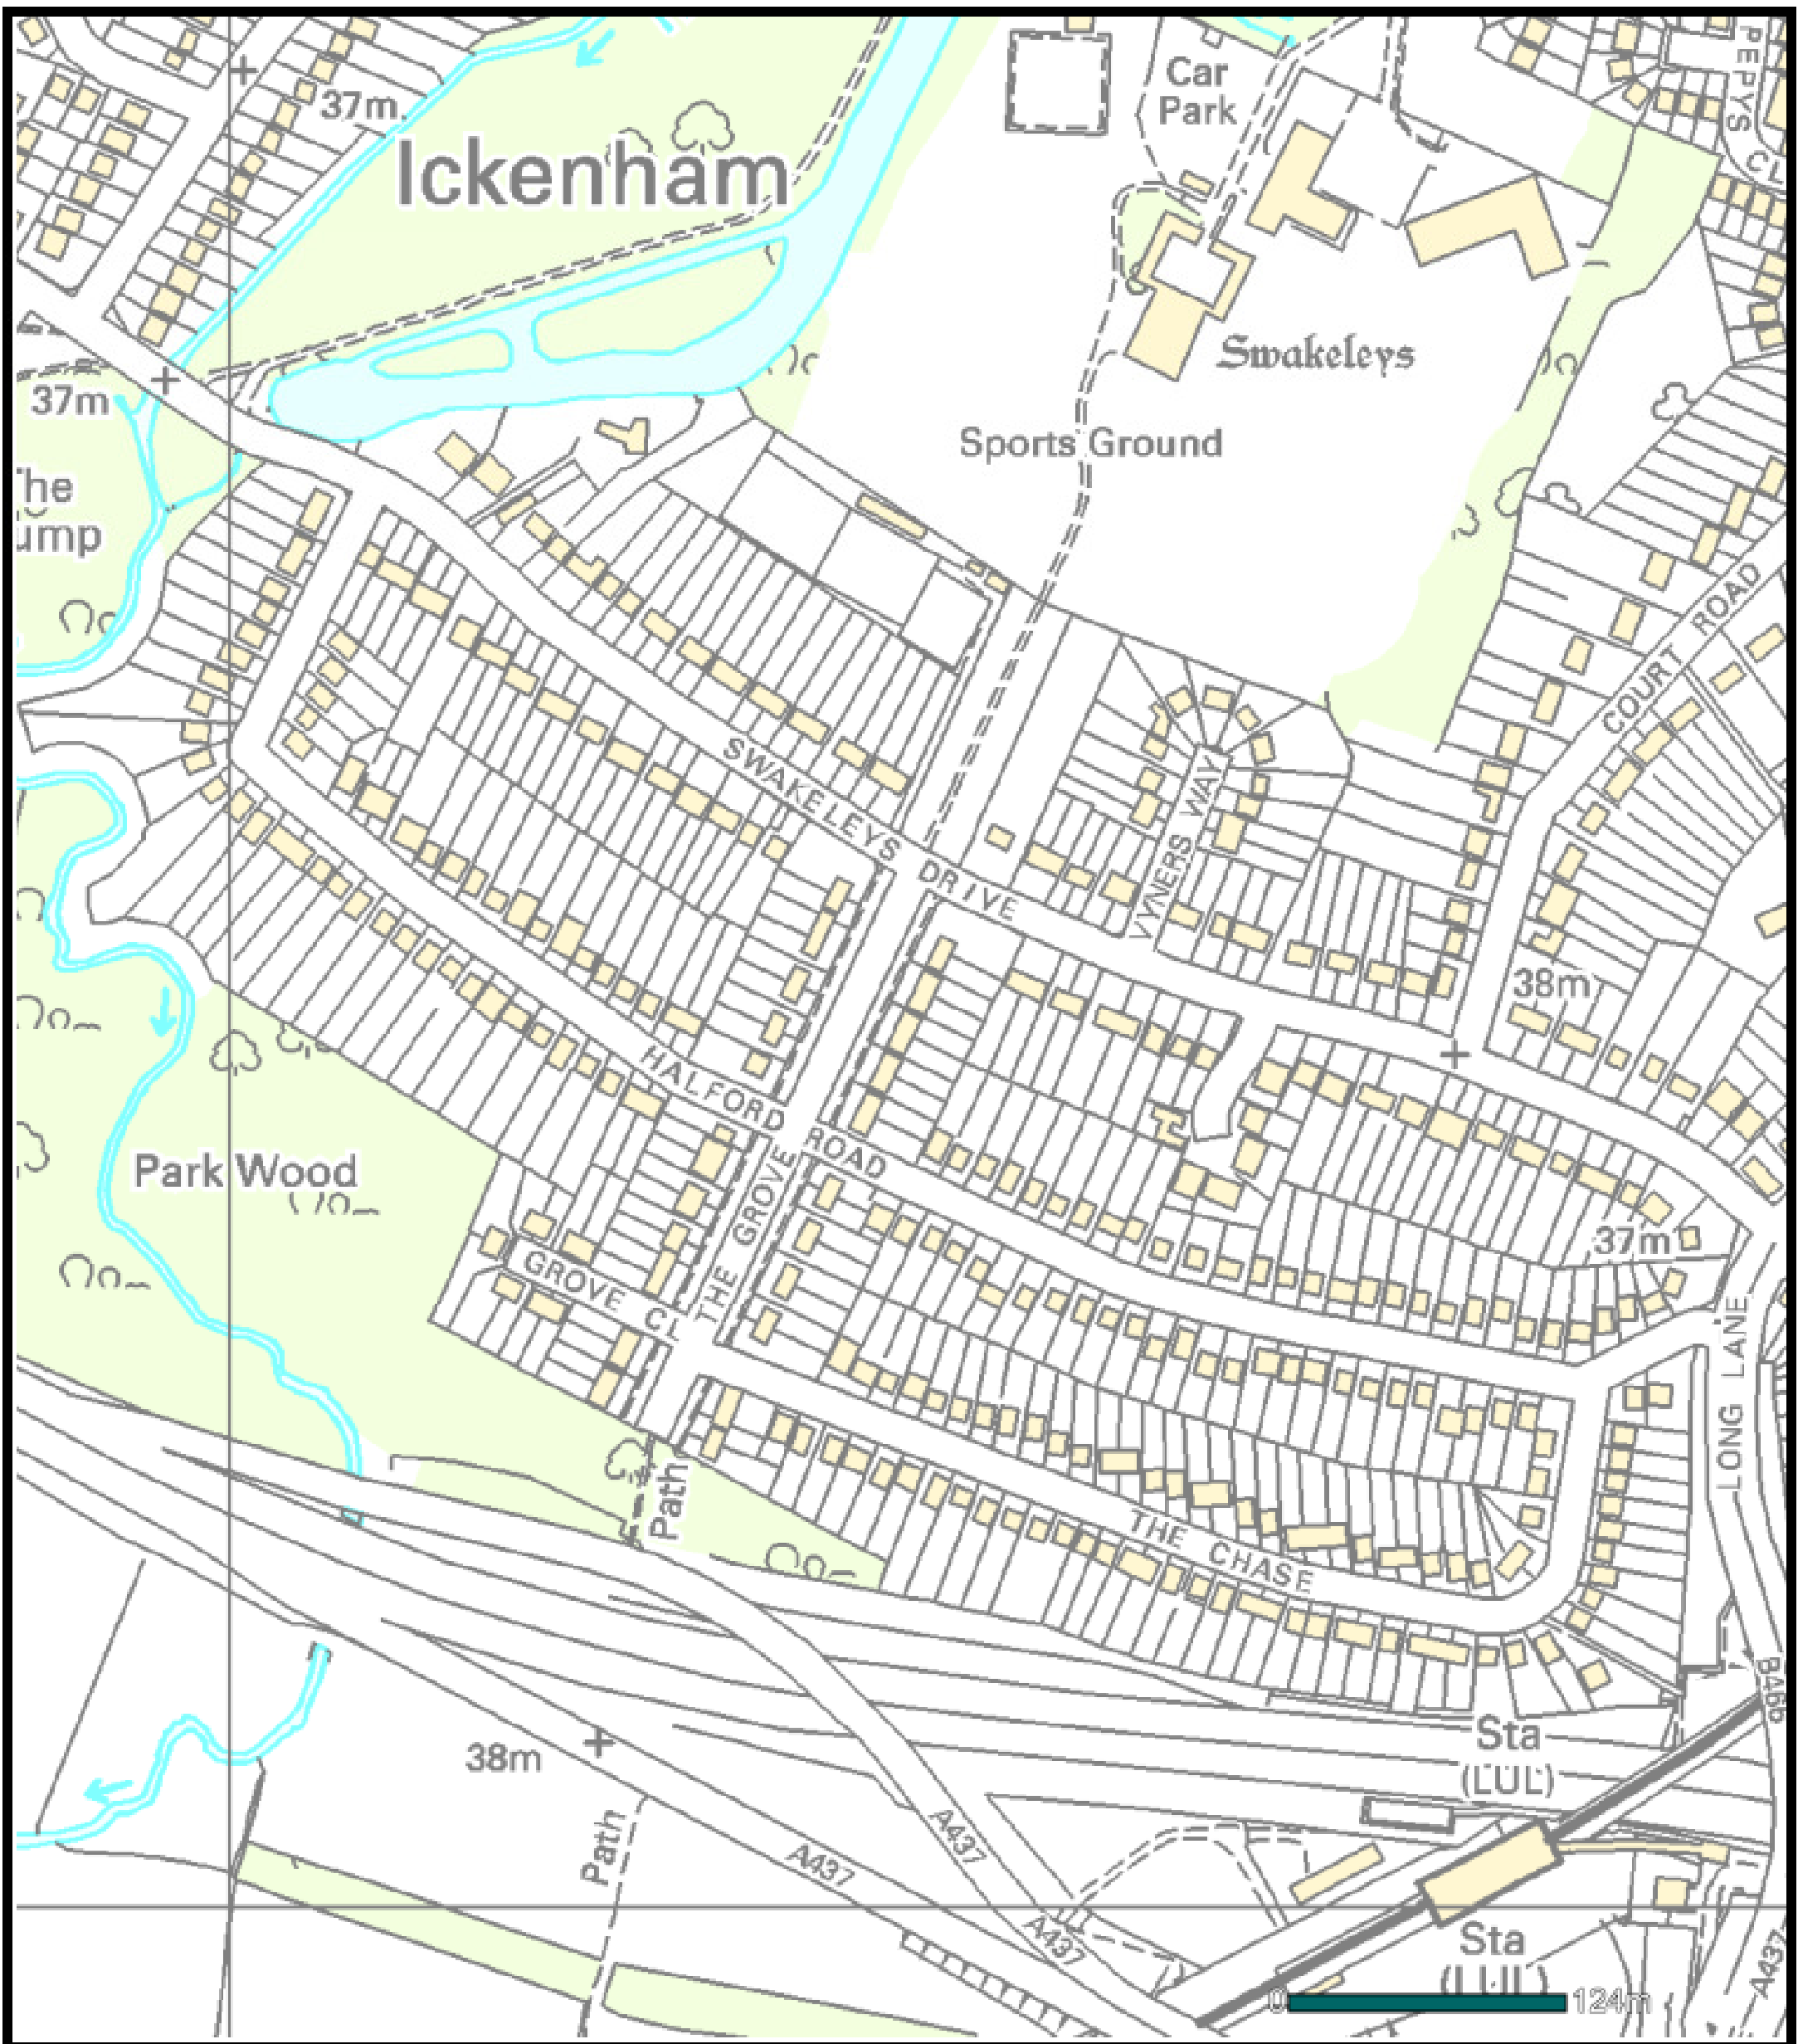 PEPYS
CL
Car
Park
37m
Ickenham
Swakeleys
37m
Sports Ground
The
ump
COURT ROAD
SWAKELEYS DRIVE
VYNERS WAY
38m
HALFORD ROAD
Park Wood
THE GROVE
37m
GROVE CL
LONG LANE
Path
THE CHASE
B466
Sta
(LUL)
38m
Path
A437
A437
A437
Sta
(LUL)
A437
0 124m